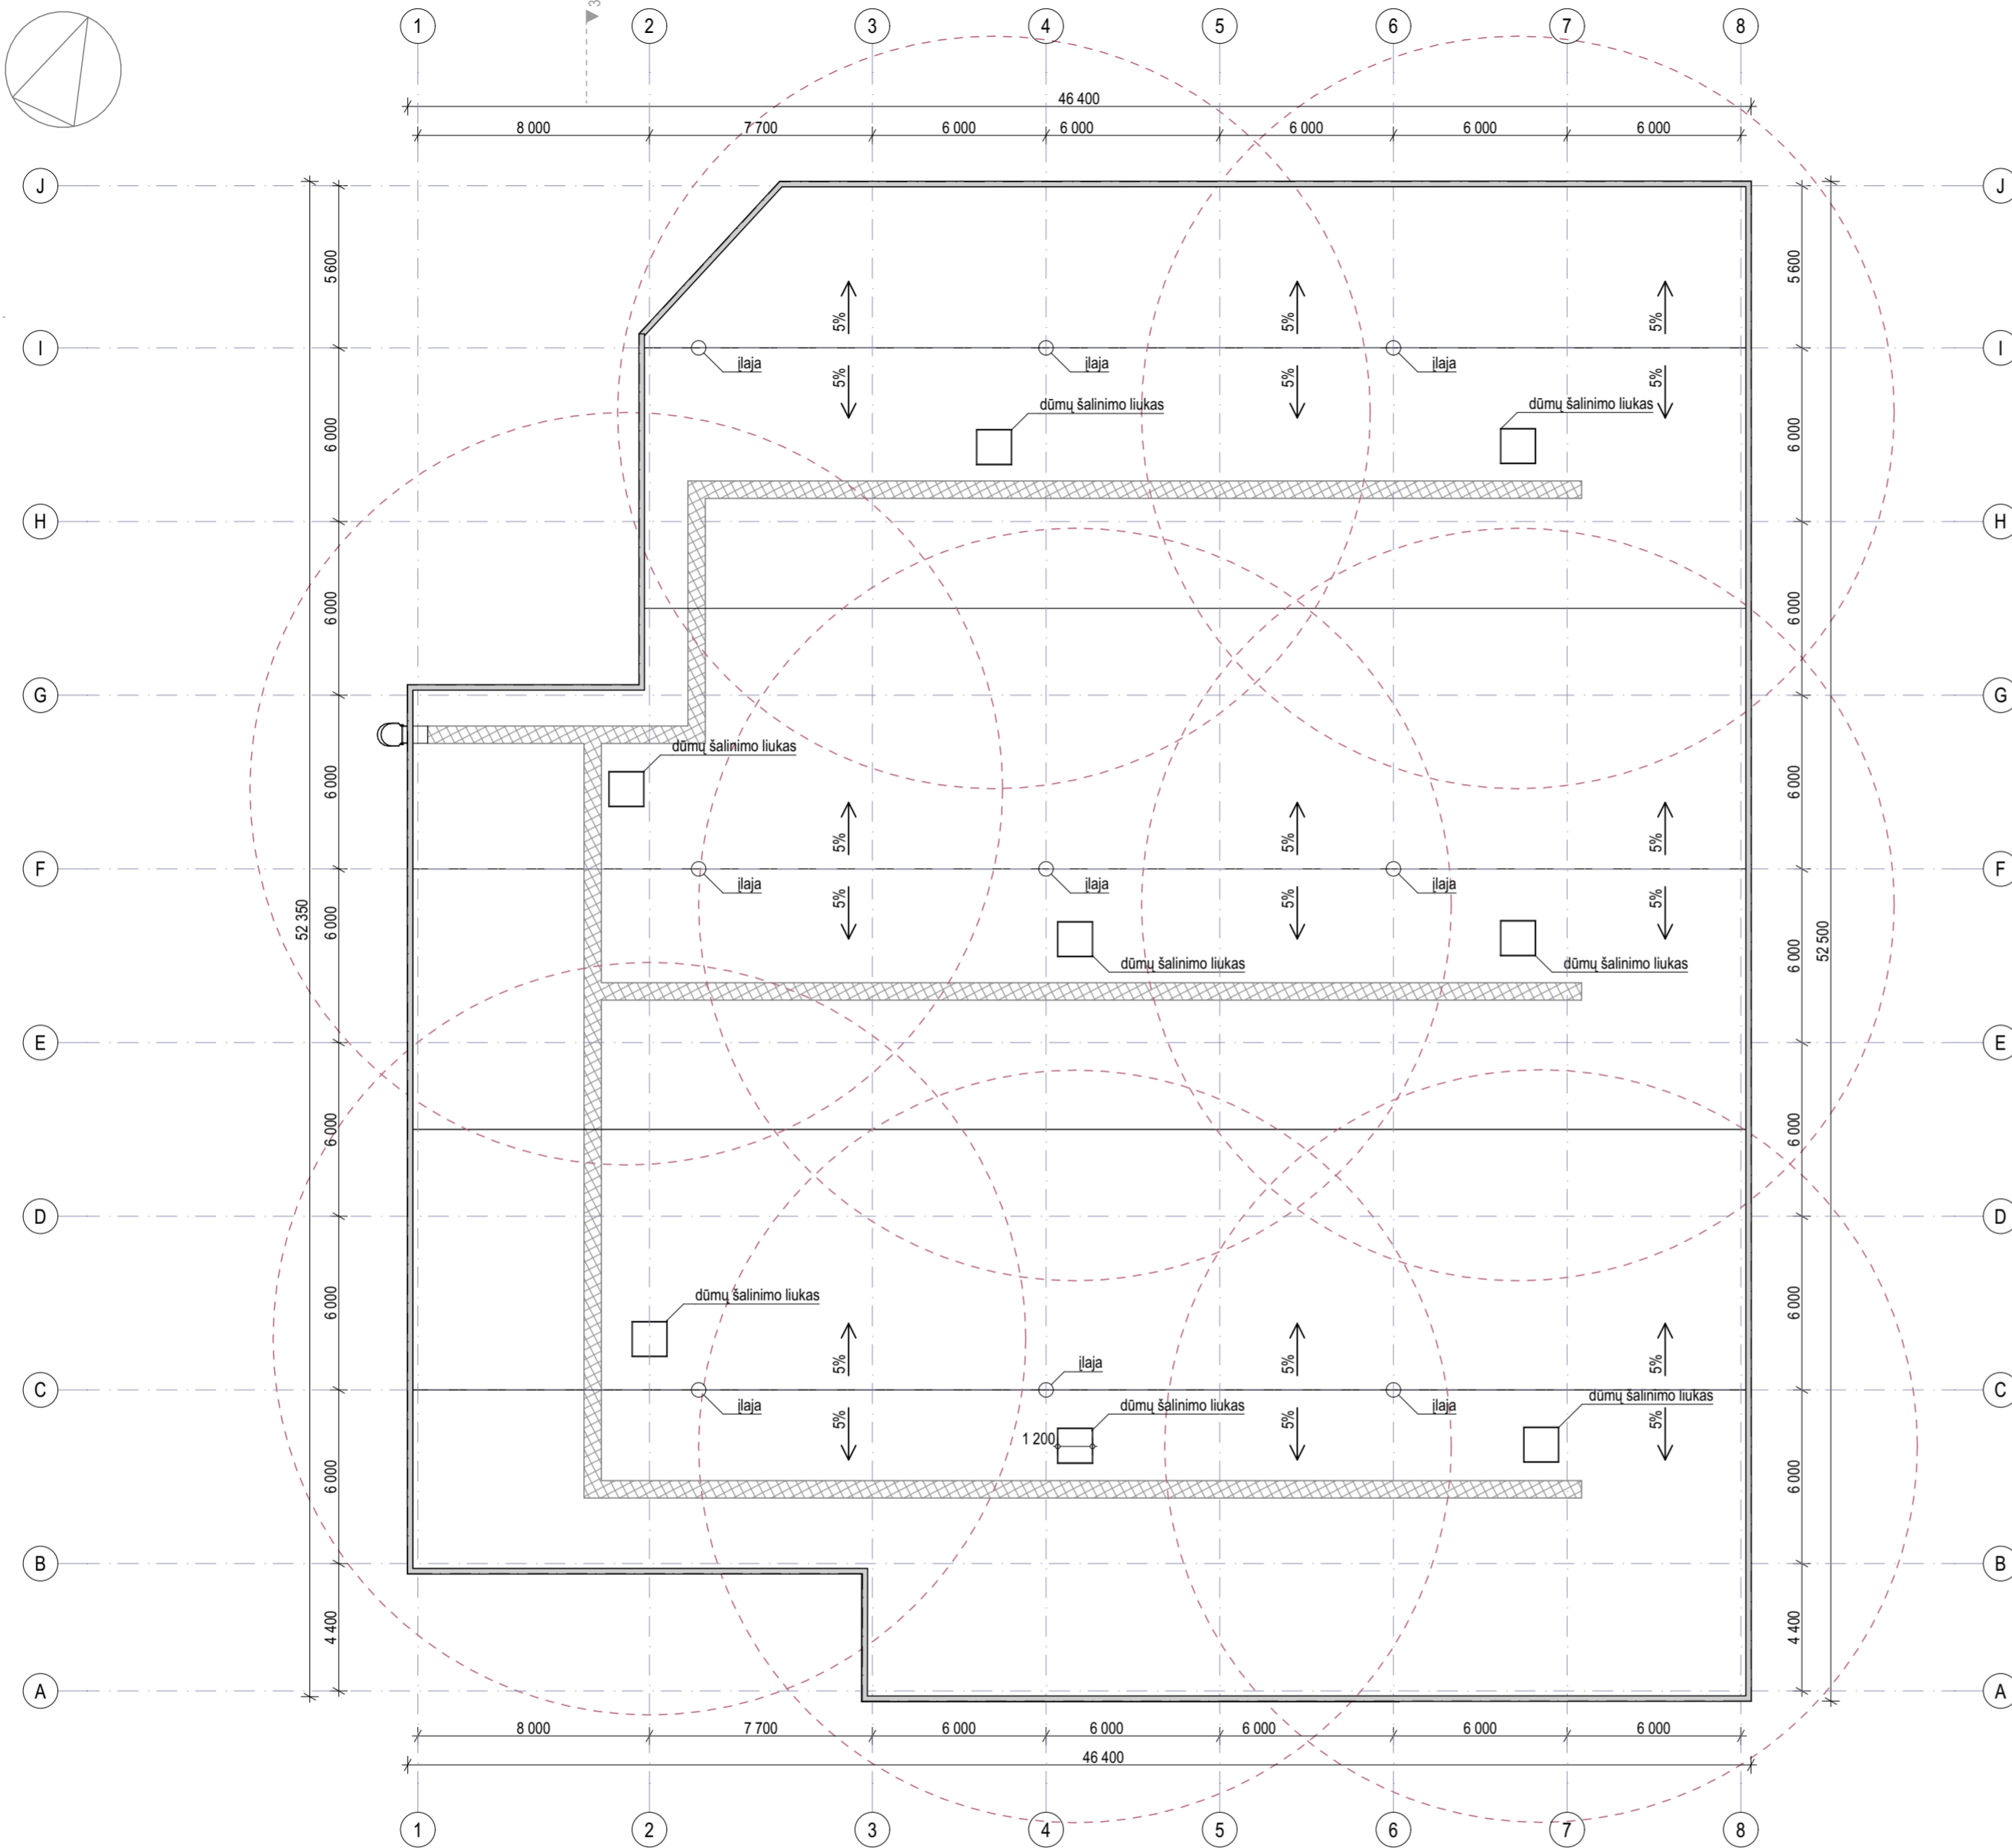 3
1 2 3 4 5 6 7 8
46 400
8 000 7 700 6 000 6 000 6 000 6 000 6 000
J J
5 600 5 600
5% 5% 5%
I I
įlaja įlaja įlaja
5% 5% 5%
dūmų šalinimo liukas dūmų šalinimo liukas
6 000 6 000
H H
6 000 6 000
G G
dūmų šalinimo liukas
6 000 6 000
5% 5% 5%
F F
įlaja įlaja įlaja
5% 5% 5%
52 350 6 000 6 000 52 500
dūmų šalinimo liukas dūmų šalinimo liukas
E E
6 000 6 000
D D
6 000 6 000
dūmų šalinimo liukas
5% 5% 5%
įlaja
C C
įlaja įlaja dūmų šalinimo liukas
dūmų šalinimo liukas
5% 5% 5%
1 200
6 000 6 000
B B
4 400 4 400
A A
8 000 7 700 6 000 6 000 6 000 6 000 6 000
46 400
1 2 3 4 5 6 7 8